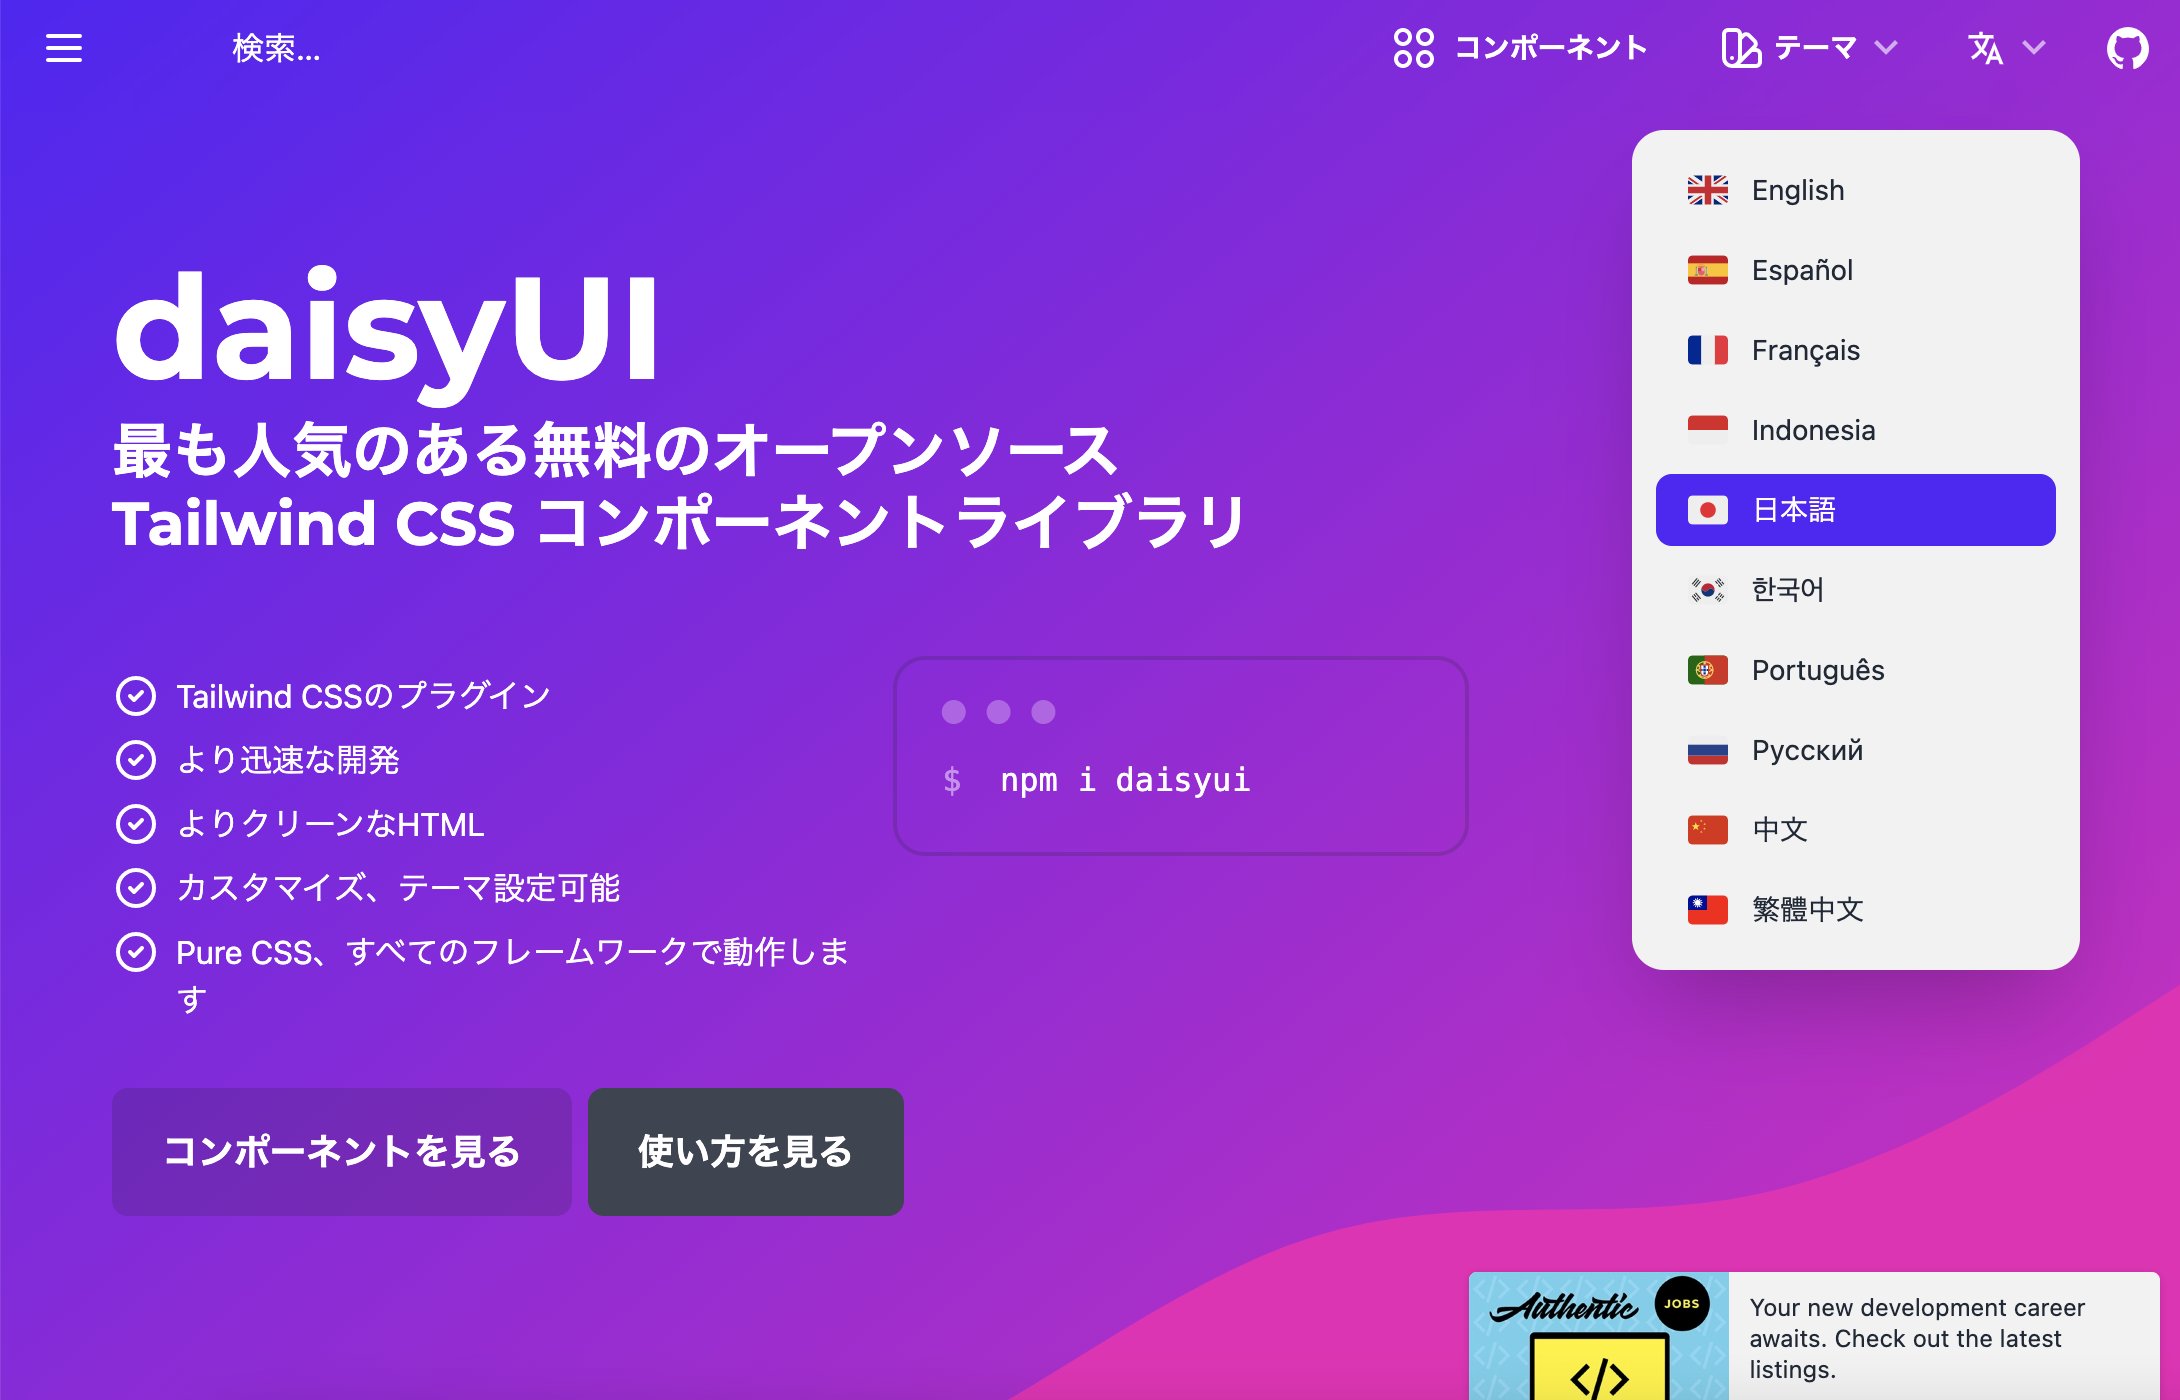 検索...
コンポーネント
テーマ
English
Español
Français
Indonesia
日本語
한국어
Português
Русский
中文
繁體中文
daisyUI
最も人気のある無料のオープンソース
Tailwind CSS コンポーネントライブラリ
Tailwind CSSのプラグイン
より迅速な開発
よりクリーンなHTML
カスタマイズ、テーマ設定可能
Pure CSS、すべてのフレームワークで動作しま
す
$ npm i daisyui
コンポーネントを見る
使い方を見る
Authentic JOBS
</>
Your new development career
awaits. Check out the latest
listings.